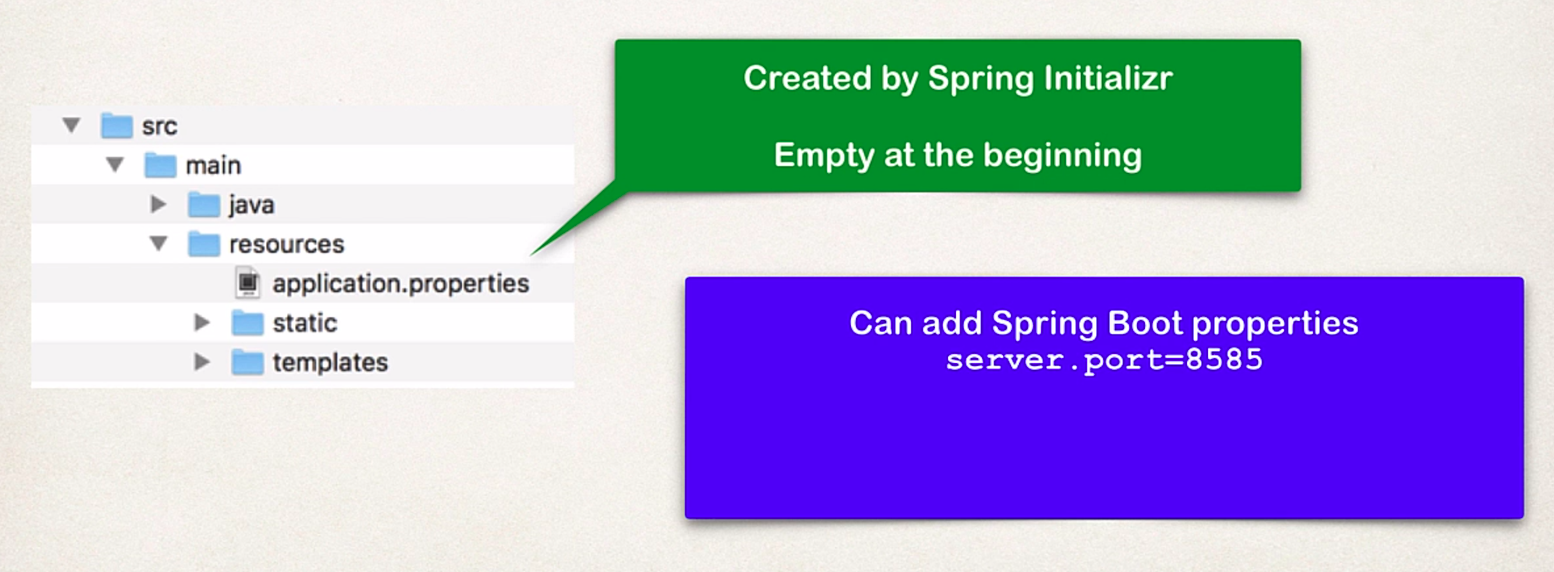 src
main
java
resources
application.properties
static
templates
Created by Spring Initializr
Empty at the beginning
Can add Spring Boot properties
server.port=8585